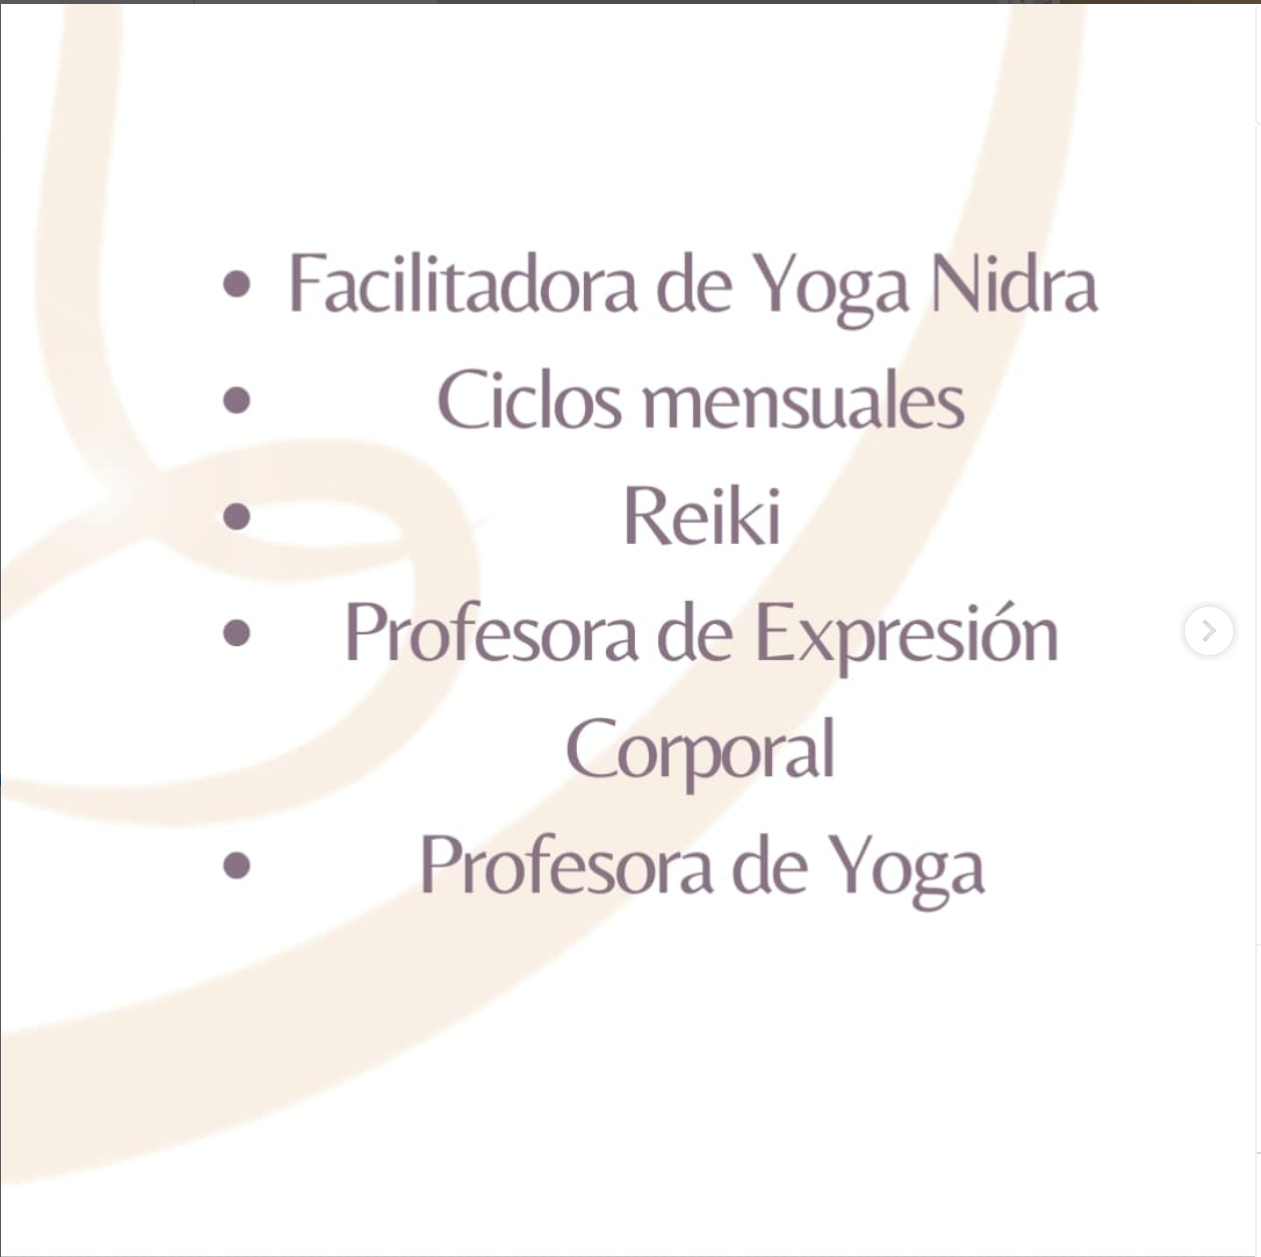 • Facilitadora de Yoga Nidra
• Ciclos mensuales
• Reiki
• Profesora de Expresión
Corporal
• Profesora de Yoga